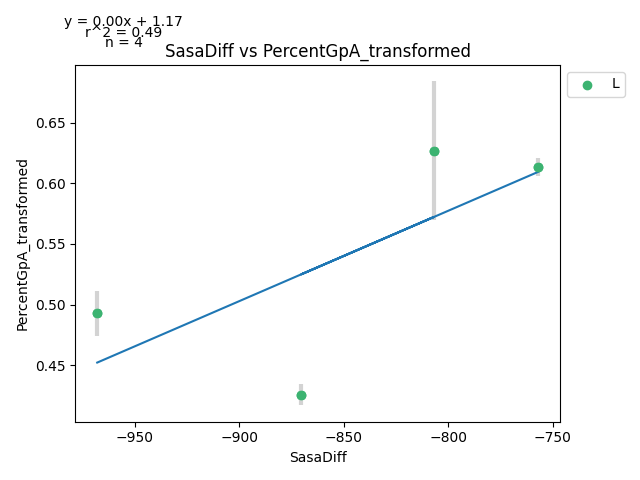 y = 0.00x + 1.17
r^2 = 0.49
n = 4
SasaDiff vs PercentGpA_transformed
L
PercentGpA_transformed
0.65
0.60
0.55
0.50
0.45
−950
−900
−850
−800
−750
SasaDiff